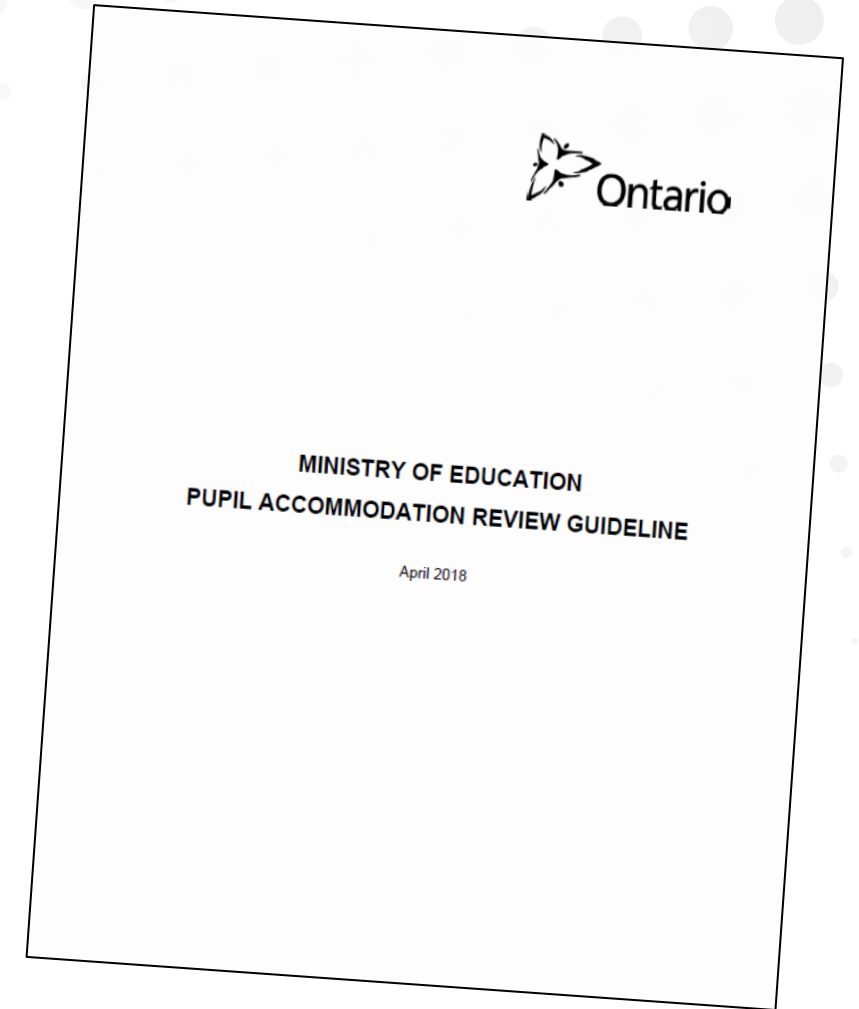 Ontario
MINISTRY OF EDUCATION
PUPIL ACCOMMODATION REVIEW GUIDELINE
April 2018